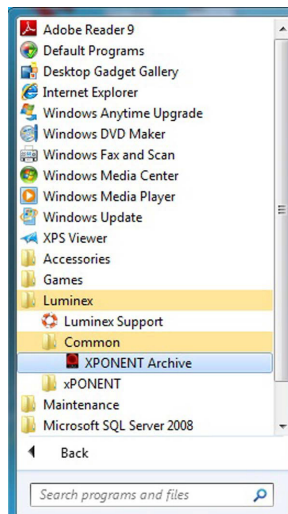 Adobe Reader 9
Default Programs
Desktop Gadget Gallery
Internet Explorer
Windows Anytime Upgrade
Windows DVD Maker
Windows Fax and Scan
Windows Media Center
Windows Media Player
Windows Update
XPS Viewer
Accessories
Games
Luminex
Luminex Support
Common
XPONENT Archive
xPONENT
Maintenance
Microsoft SQL Server 2008
Back
Search programs and files